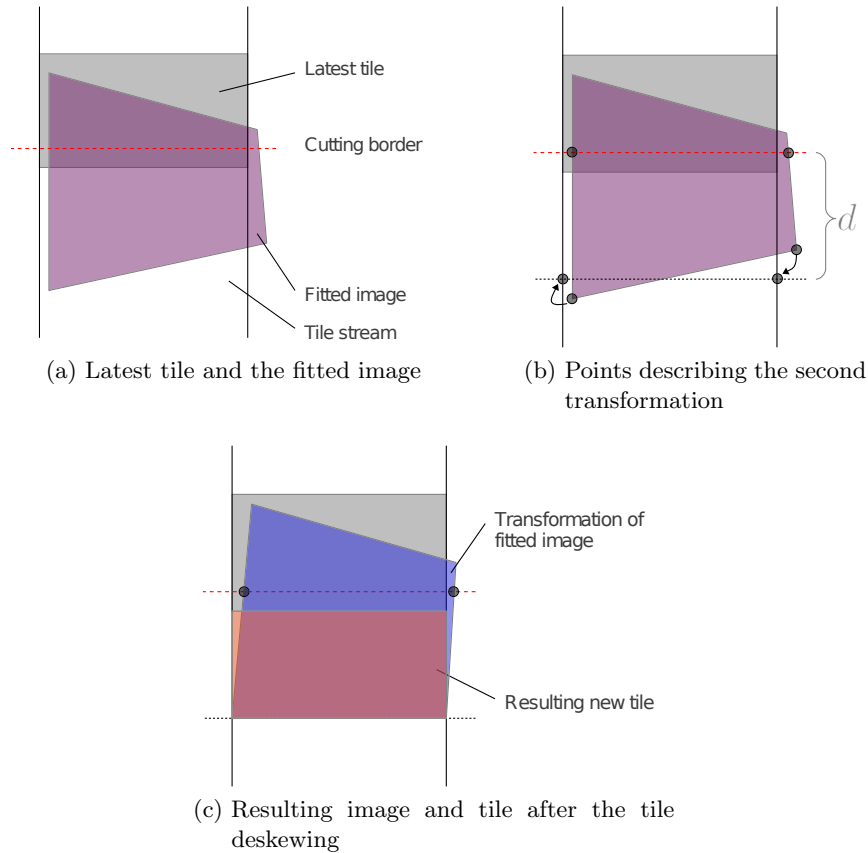 Latest tile
Cutting border
Fitted image
Tile stream
(a) Latest tile and the fitted image
d
(b) Points describing the second
transformation
Transformation of
fitted image
Resulting new tile
(c) Resulting image and tile after the tile
deskewing